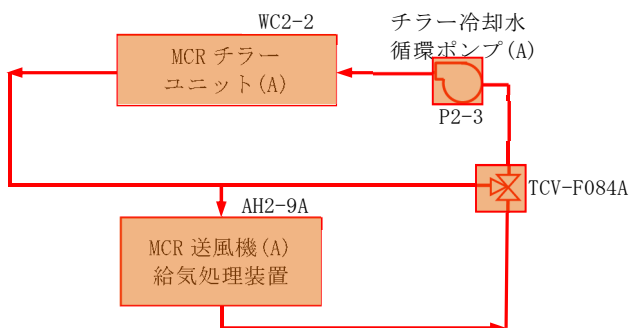 WC2-2
MCR チラー
ユニット(A)
チラー冷却水
循環ポンプ(A)
P2-3
TCV-F084A
AH2-9A
MCR 送風機(A)
給気処理装置